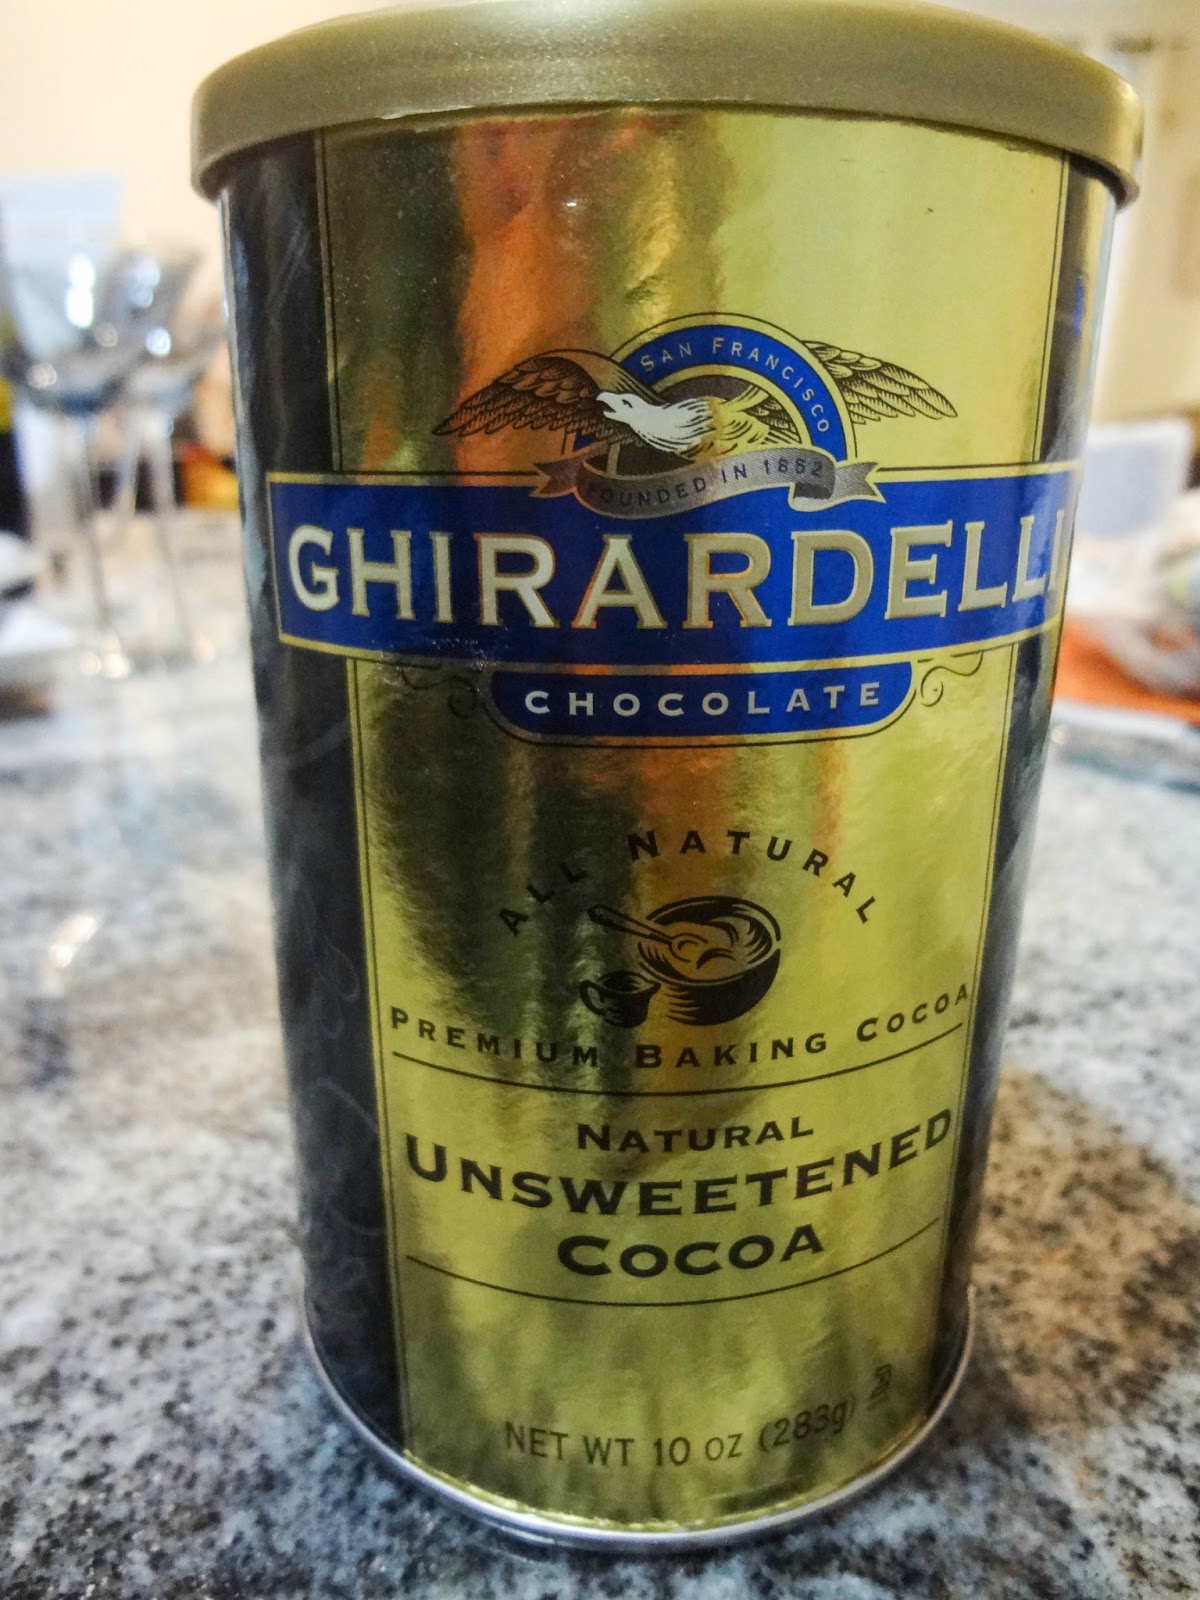 SAN FRANCISCO
FOUNDED IN 1852
GHIRARDELLI
CHOCOLATE
ALL NATURAL
PREMIUM BAKING COCOA
NATURAL
UNSWEETENED
COCOA
NET WT 10 OZ (283g)